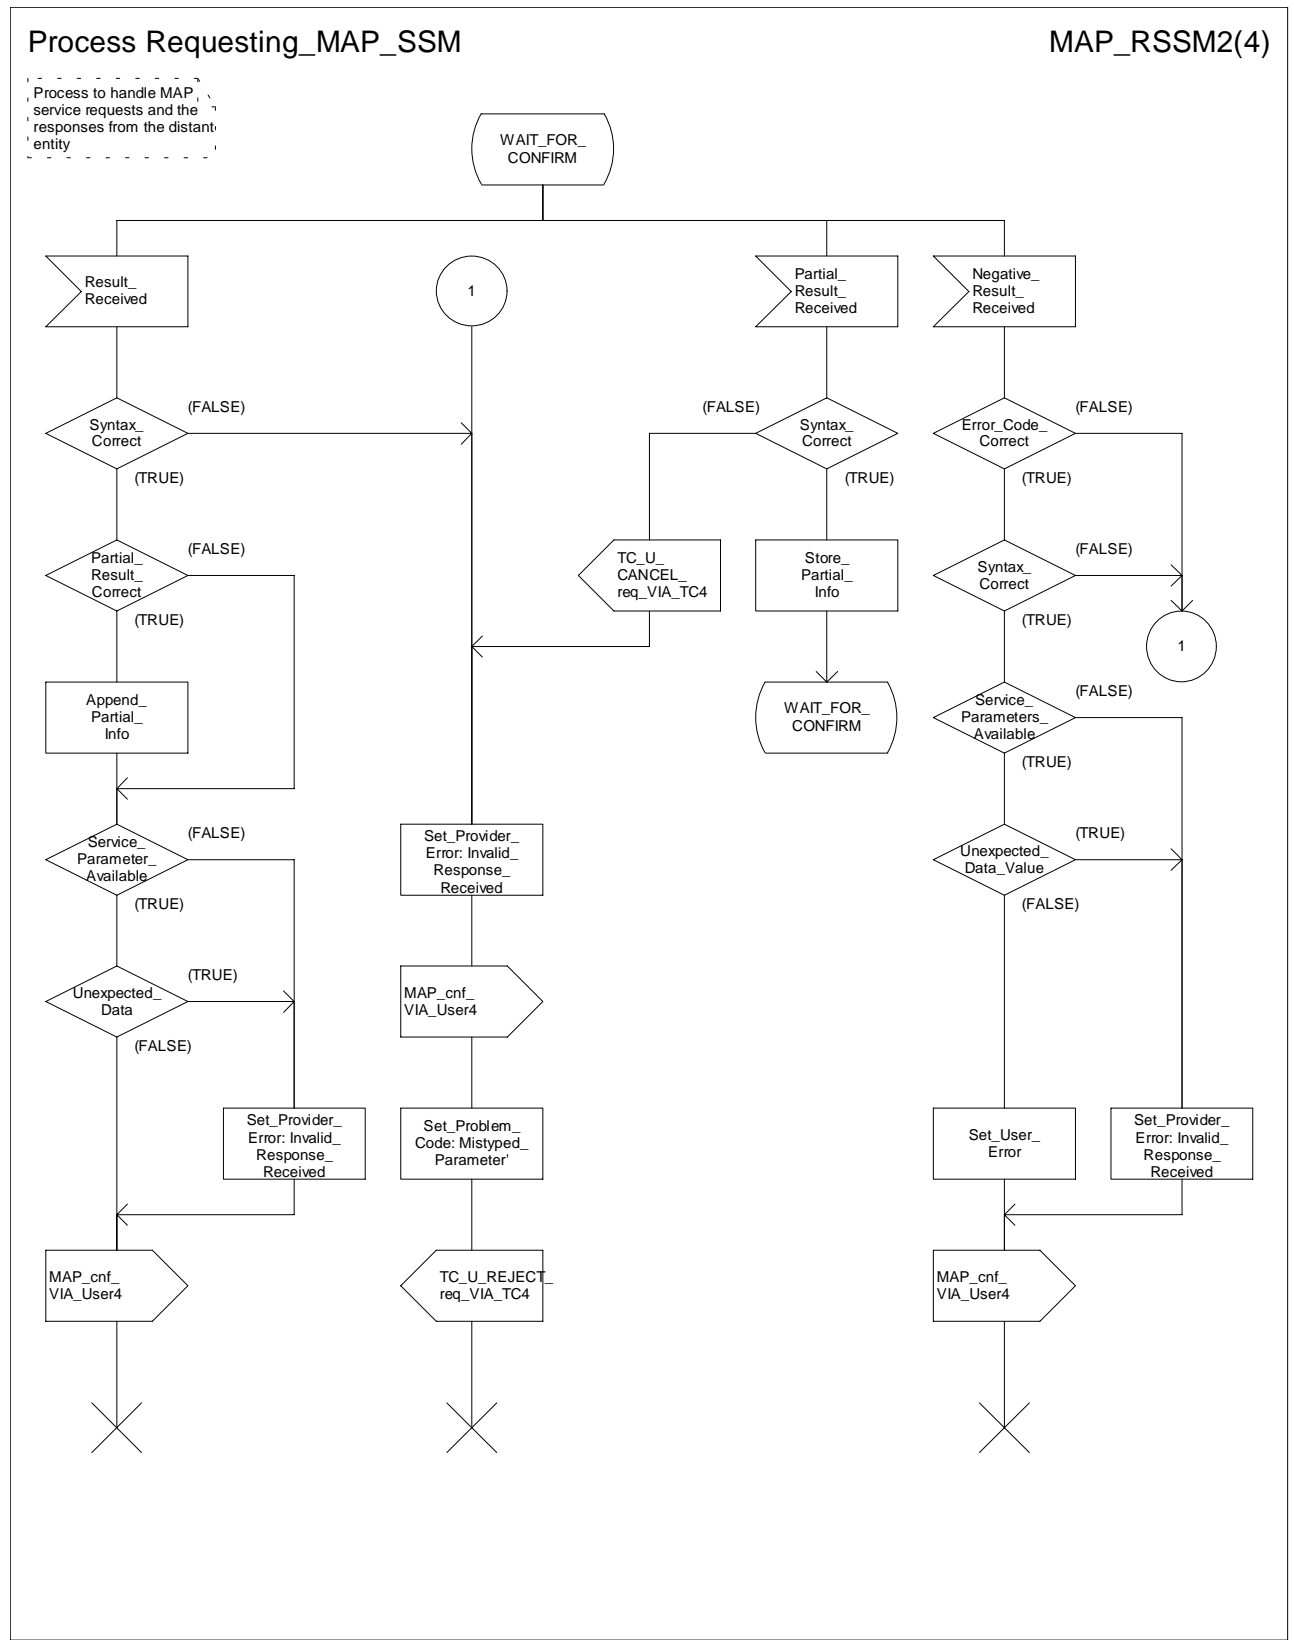 Process Requesting_MAP_SSM
MAP_RSSM2(4)
Process to handle MAP
service requests and the
responses from the distant
entity
WAIT_FOR_
CONFIRM
Result_
Received
1
Partial_
Result_
Received
Negative_
Result_
Received
Syntax_
Correct
(FALSE)
(TRUE)
(FALSE)
Syntax_
Correct
(TRUE)
Error_Code_
Correct
(FALSE)
(TRUE)
Partial_
Result_
Correct
(FALSE)
(TRUE)
TC_U_
CANCEL_
req_VIA_TC4
Store_
Partial_
Info
Syntax_
Correct
(FALSE)
(TRUE)
1
Append_
Partial_
Info
WAIT_FOR_
CONFIRM
Service_
Parameters_
Available
(FALSE)
(TRUE)
Service_
Parameter_
Available
(FALSE)
(TRUE)
Set_Provider_
Error: Invalid_
Response_
Received
Unexpected_
Data_Value
(TRUE)
(FALSE)
Unexpected_
Data
(TRUE)
(FALSE)
MAP_cnf_
VIA_User4
Set_Provider_
Error: Invalid_
Response_
Received
Set_Problem_
Code: Mistyped_
Parameter'
Set_User_
Error
Set_Provider_
Error: Invalid_
Response_
Received
MAP_cnf_
VIA_User4
TC_U_REJECT_
req_VIA_TC4
MAP_cnf_
VIA_User4